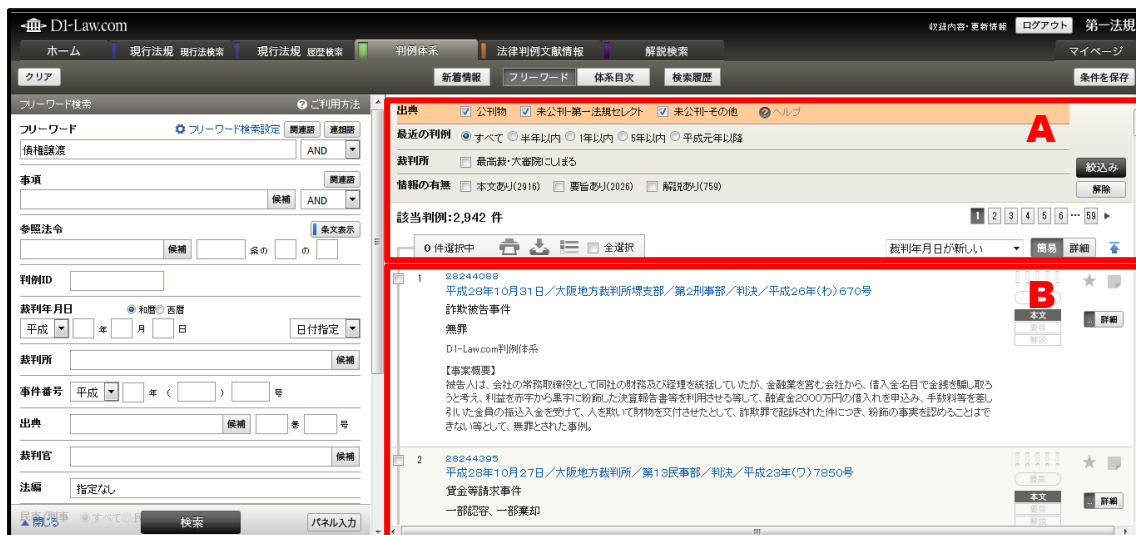 D1-Law.com
収録内容・更新情報 ログアウト 第一法規
ホーム 現行法規 現行法検索 現行法規 履歴検索 判例体系 法律判例文献情報 解説検索 マイページ
クリア 新着情報 フリーワード 体系目次 検索履歴 条件を保存
フリーワード検索 ご利用方法
フリーワード フリーワード検索設定 関連語 連想語
債権譲渡 AND
事項 関連語
候補 AND
参照法令 条文表示
候補 条の の
判例ID
裁判年月日 和暦 西暦
平成 年 月 日 日付指定
裁判所 候補
事件番号 平成 年 ( ) 号
出典 候補 巻 号
裁判官 候補
法編 指定なし
民事/刑事 すべて 民
閉じる 検索 パネル入力
出典 公刊物 未公刊-第一法規セレクト 未公刊-その他 ヘルプ
A
最近の判例 すべて 半年以内 1年以内 5年以内 平成元年以降
裁判所 最高裁・大審院にしぼる
絞込み
情報の有無 本文あり(2916) 要旨あり(2026) 解説あり(759)
解除
該当判例:2,942 件 1 2 3 4 5 6 … 59
0 件選択中 全選択 裁判年月日が新しい 簡易 詳細
B
1 28244088
平成28年10月31日/大阪地方裁判所堺支部/第2刑事部/判決/平成26年(わ)670号
詐欺被告事件
無罪
D1-Law.com判例体系
本文
要旨
解説
詳細
【事案概要】
被告人は、会社の常務取締役として同社の財務及び経理を統括していたが、金融業を営む会社から、借入金名目で金銭を騙し取ろ
うと考え、利益を赤字から黒字に粉飾した決算報告書等を利用させる等して、融資金2000万円の借入れを申込み、手数料等を差し
引いた金員の振込入金を受けて、人を欺いて財物を交付させたとして、詐欺罪で起訴された件につき、粉飾の事実を認めることはで
きない等として、無罪とされた事例。
2 28244395
平成28年10月27日/大阪地方裁判所/第13民事部/判決/平成23年(ワ)7850号
賃金等請求事件
一部認容、一部棄却
最高
本文
要旨
解説
詳細